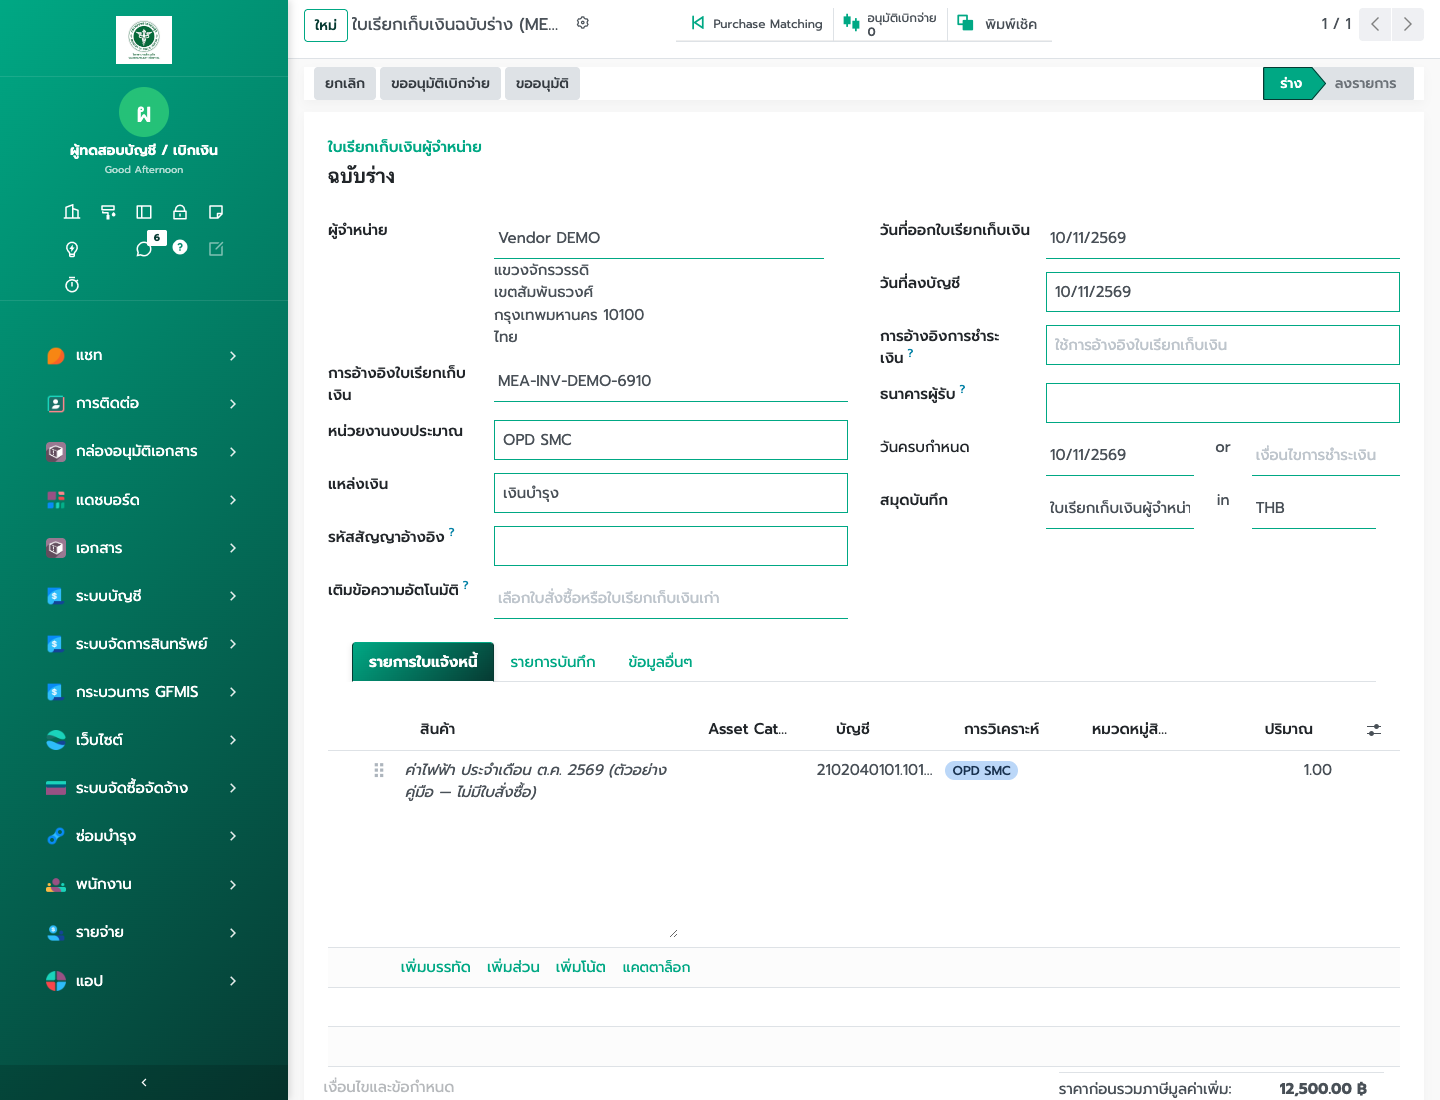 ใหม่
ใบเรียกเก็บเงินฉบับร่าง (ME...
Purchase Matching
อนุมัติเบิกจ่าย
0
พิมพ์เช็ค
1 / 1
ผ
ผู้ทดสอบบัญชี / เบิกเงิน
Good Afternoon
6
?
แชท
การติดต่อ
กล่องอนุมัติเอกสาร
แดชบอร์ด
เอกสาร
ระบบบัญชี
ระบบจัดการสินทรัพย์
กระบวนการ GFMIS
เว็บไซต์
ระบบจัดซื้อจัดจ้าง
ซ่อมบำรุง
พนักงาน
รายจ่าย
แอป
ยกเลิก
ขออนุมัติเบิกจ่าย
ขออนุมัติ
ร่าง
ลงรายการ
ใบเรียกเก็บเงินผู้จำหน่าย
ฉบับร่าง
ผู้จำหน่าย
Vendor DEMO
แขวงจักรวรรดิ
เขตสัมพันธวงศ์
กรุงเทพมหานคร 10100
ไทย
การอ้างอิงใบเรียกเก็บ
เงิน
MEA-INV-DEMO-6910
หน่วยงานงบประมาณ
OPD SMC
แหล่งเงิน
เงินบำรุง
รหัสสัญญาอ้างอิง ?
เติมข้อความอัตโนมัติ ?
เลือกใบสั่งซื้อหรือใบเรียกเก็บเงินเก่า
วันที่ออกใบเรียกเก็บเงิน
10/11/2569
วันที่ลงบัญชี
10/11/2569
การอ้างอิงการชำระ
เงิน ?
ใช้การอ้างอิงใบเรียกเก็บเงิน
ธนาคารผู้รับ ?
วันครบกำหนด
10/11/2569
or
เงื่อนไขการชำระเงิน
สมุดบันทึก
ใบเรียกเก็บเงินผู้จำหน่า
in
THB
รายการใบแจ้งหนี้
รายการบันทึก
ข้อมูลอื่นๆ
สินค้า
Asset Cat...
บัญชี
การวิเคราะห์
หมวดหมู่สิ...
ปริมาณ
ค่าไฟฟ้า ประจำเดือน ต.ค. 2569 (ตัวอย่าง
คู่มือ — ไม่มีใบสั่งซื้อ)
2102040101.101...
OPD SMC
1.00
เพิ่มบรรทัด
เพิ่มส่วน
เพิ่มโน้ต
แคตตาล็อก
เงื่อนไขและข้อกำหนด
ราคาก่อนรวมภาษีมูลค่าเพิ่ม:
12,500.00 ฿